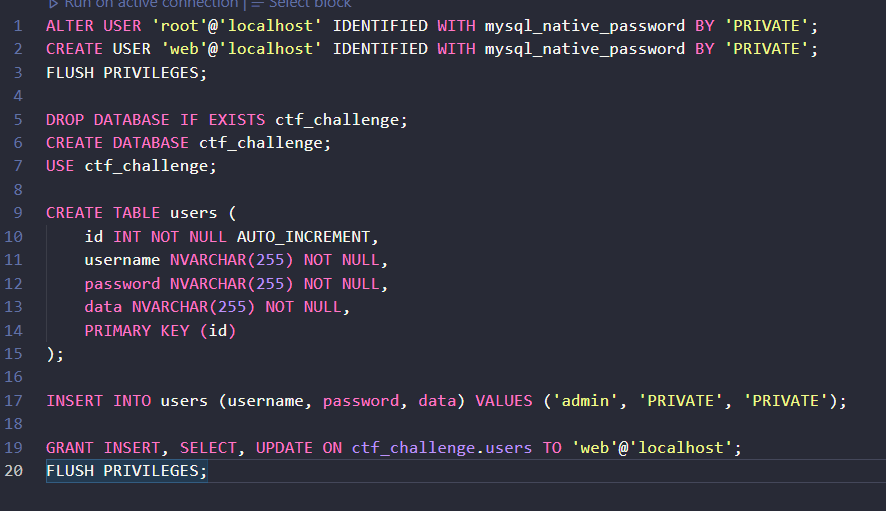 Run on active connection | Select block
1 ALTER USER 'root'@'localhost' IDENTIFIED WITH mysql_native_password BY 'PRIVATE';
2 CREATE USER 'web'@'localhost' IDENTIFIED WITH mysql_native_password BY 'PRIVATE';
3 FLUSH PRIVILEGES;
4
5 DROP DATABASE IF EXISTS ctf_challenge;
6 CREATE DATABASE ctf_challenge;
7 USE ctf_challenge;
8
9 CREATE TABLE users (
10     id INT NOT NULL AUTO_INCREMENT,
11     username NVARCHAR(255) NOT NULL,
12     password NVARCHAR(255) NOT NULL,
13     data NVARCHAR(255) NOT NULL,
14     PRIMARY KEY (id)
15 );
16
17 INSERT INTO users (username, password, data) VALUES ('admin', 'PRIVATE', 'PRIVATE');
18
19 GRANT INSERT, SELECT, UPDATE ON ctf_challenge.users TO 'web'@'localhost';
20 FLUSH PRIVILEGES;